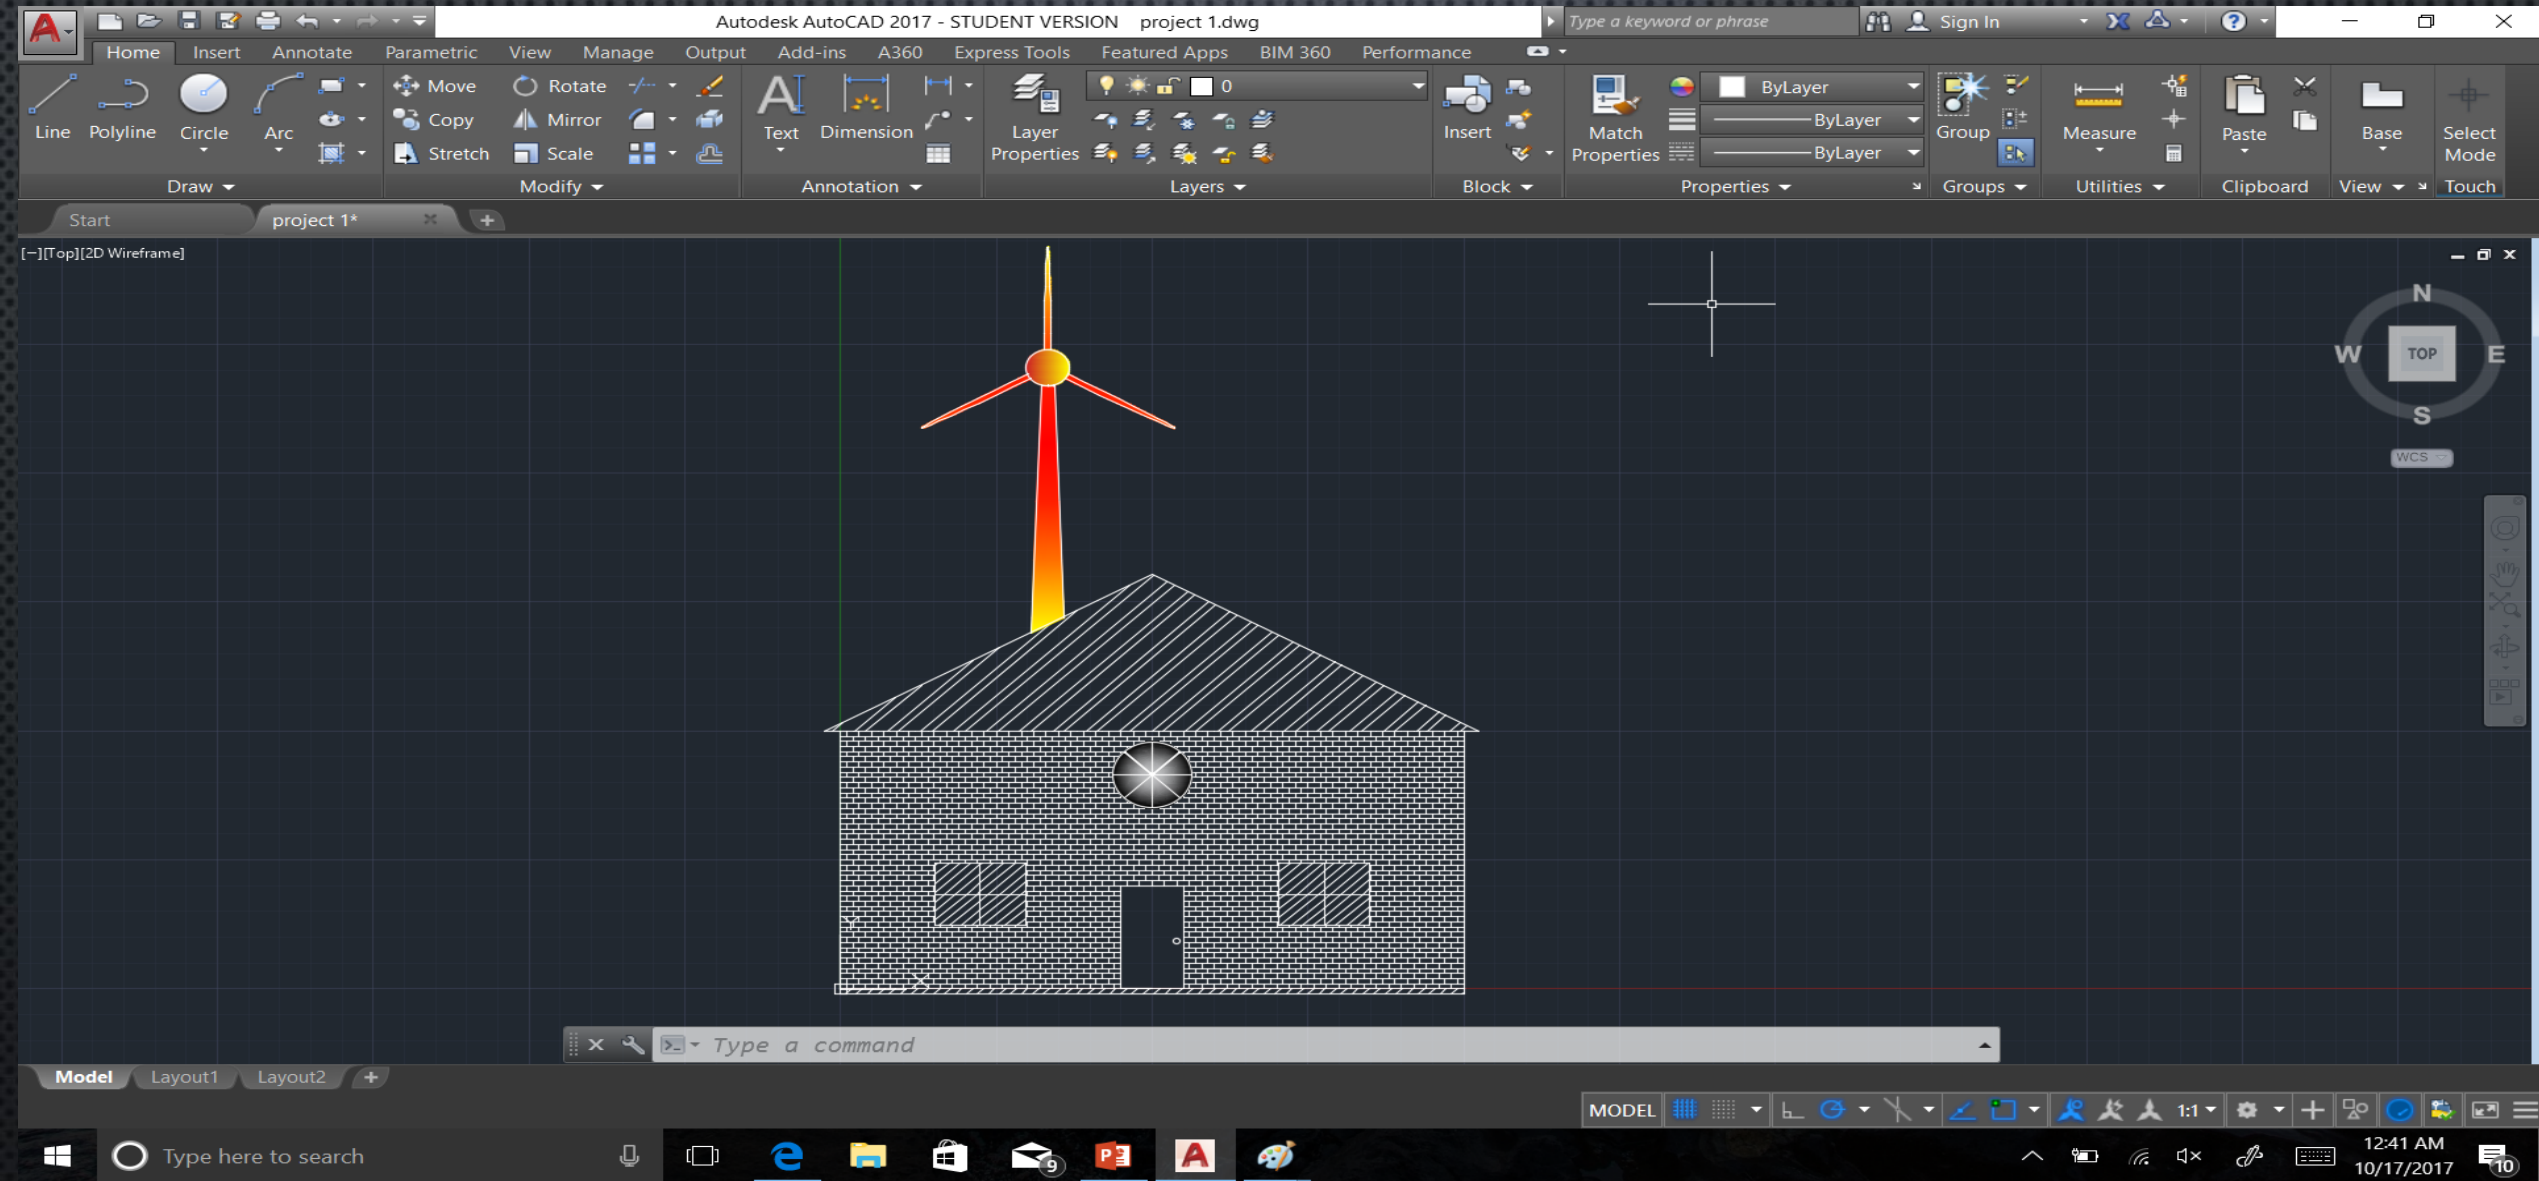 Autodesk AutoCAD 2017 - STUDENT VERSION project 1.dwg
Type a keyword or phrase
Sign In
Home Insert Annotate Parametric View Manage Output Add-ins A360 Express Tools Featured Apps BIM 360 Performance
Line
Polyline
Circle
Arc
Draw
Move
Rotate
Copy
Mirror
Stretch
Scale
Modify
Text
Dimension
Annotation
Layer
Properties
0
Layers
Insert
Block
Match
Properties
ByLayer
ByLayer
ByLayer
Properties
Group
Groups
Measure
Utilities
Paste
Clipboard
Base
View
Select
Mode
Touch
Start
project 1*
[−][Top][2D Wireframe]
N
W
TOP
E
S
WCS
Y
X
Type a command
Model Layout1 Layout2
MODEL
1:1
Type here to search
9
12:41 AM
10/17/2017
10